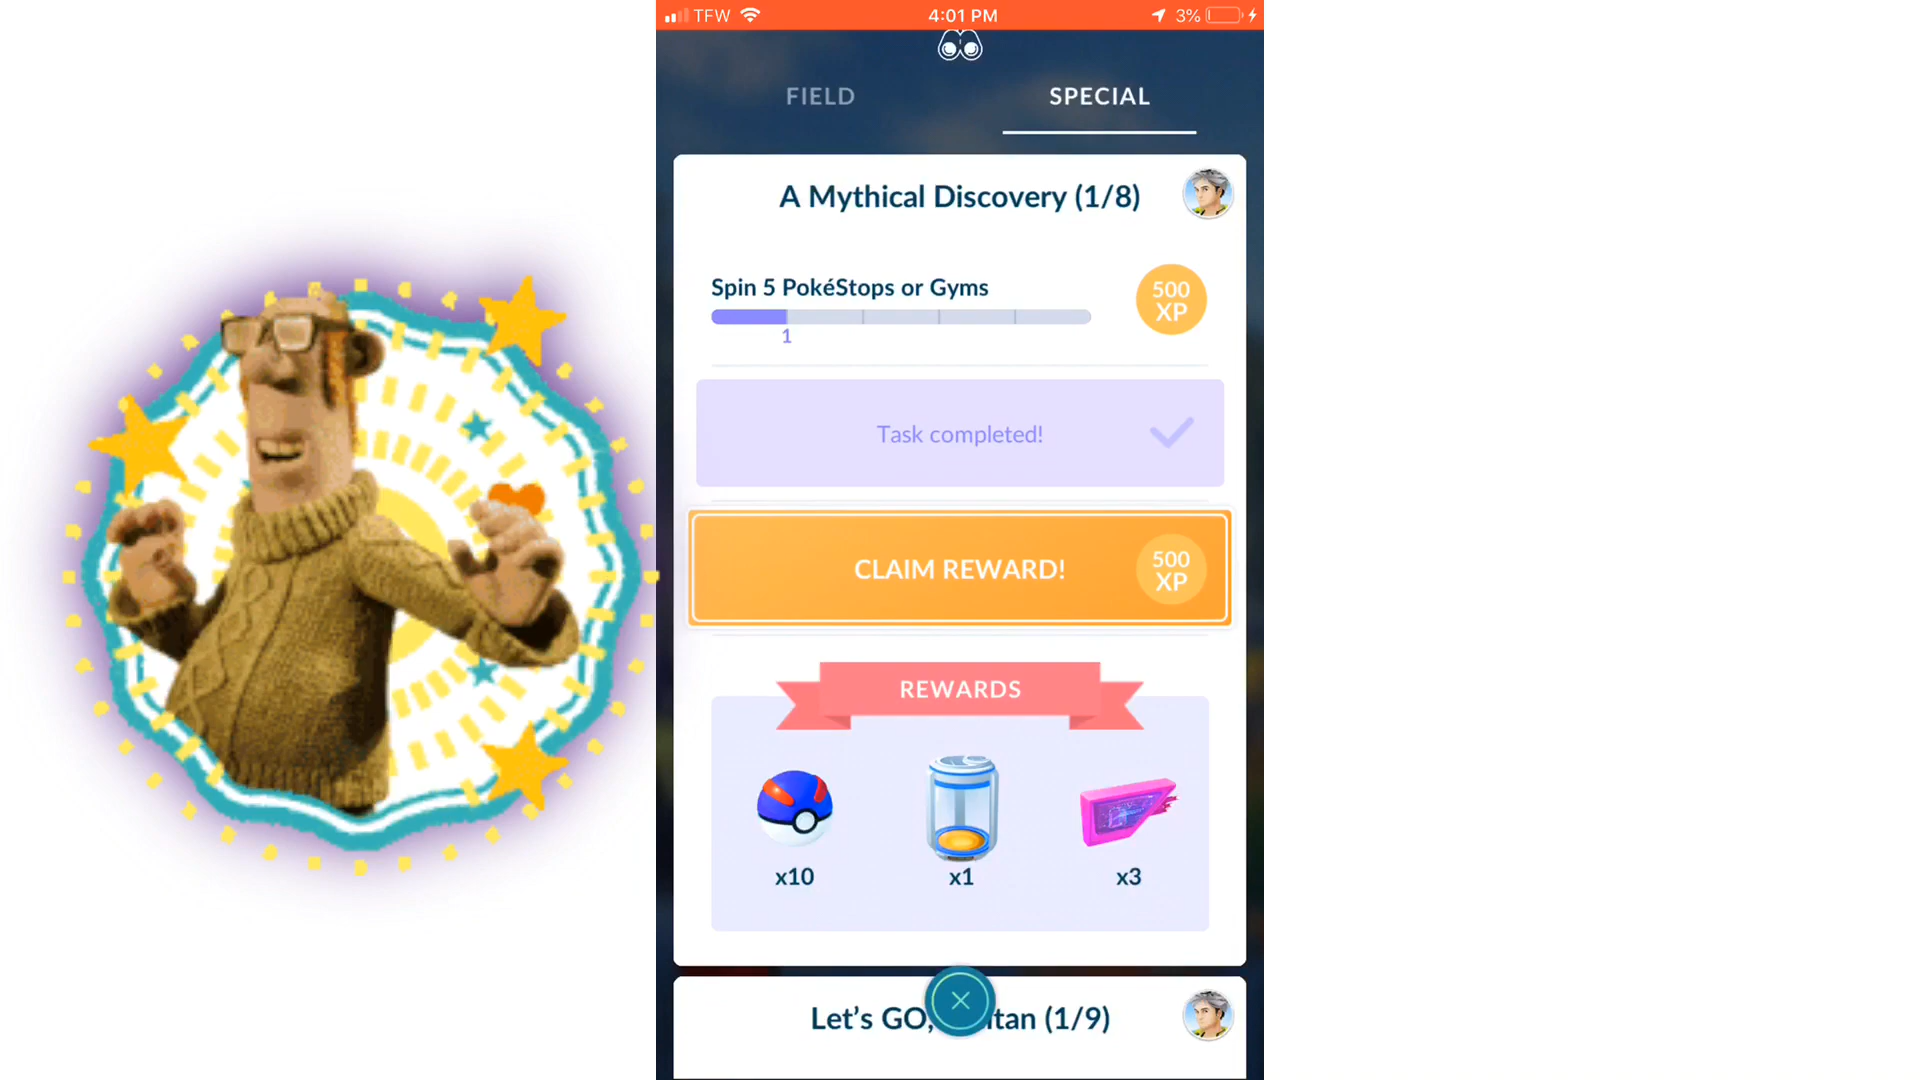 TFW 4:01 PM 3%
FIELD SPECIAL
A Mythical Discovery (1/8)
Spin 5 PokéStops or Gyms
500 XP
1
Task completed!
CLAIM REWARD!
500 XP
REWARDS
x10 x1 x3
Let's GO, tan (1/9)